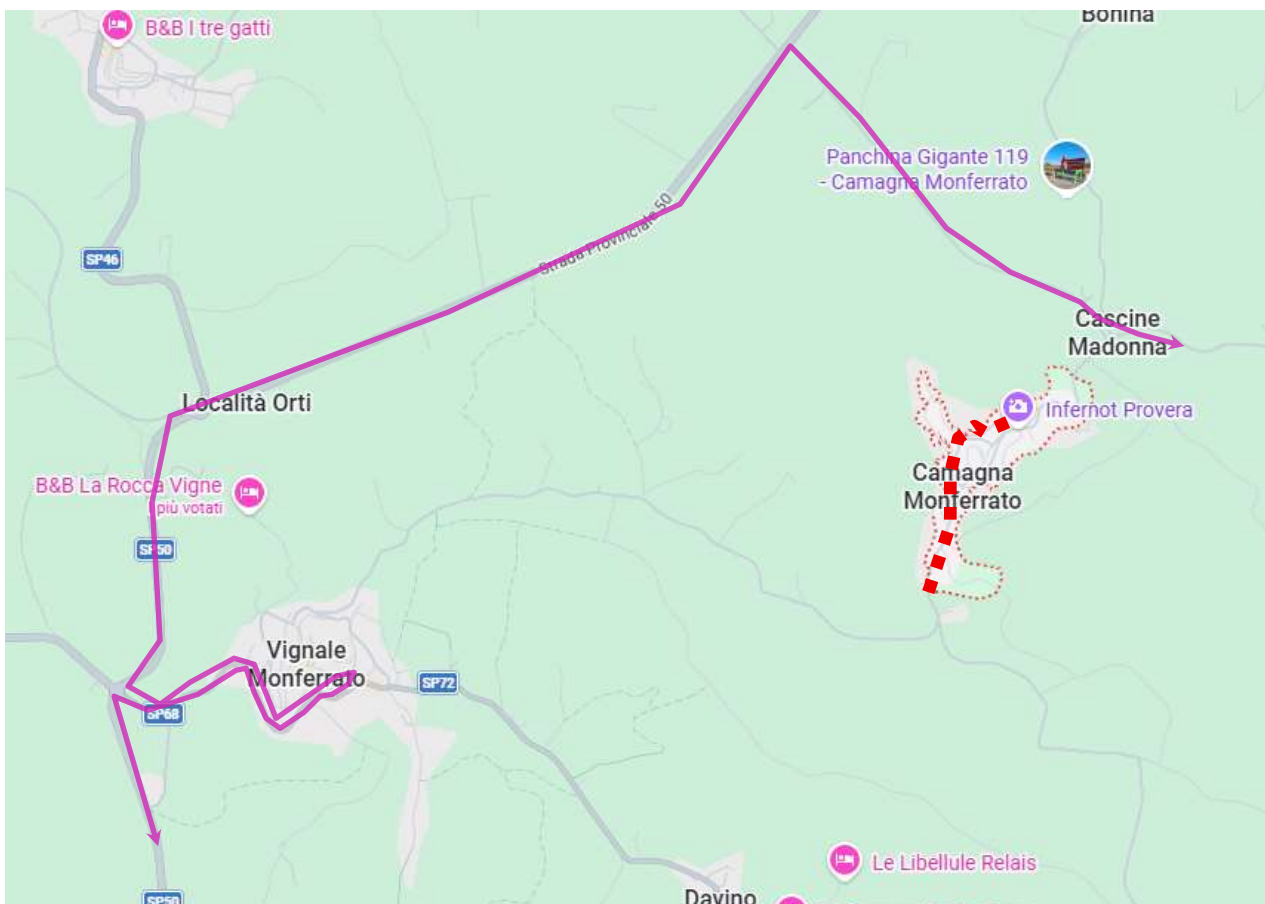 B&B I tre gatti
Bonina
Panchina Gigante 119
- Camagna Monferrato
Strada Provinciale 50
SP46
Cascine
Madonna
Località Orti
Infernot Provera
B&B La Rocca Vigne
i più votati
Camagna
Monferrato
SP50
Vignale
Monferrato
SP72
SP68
Le Libellule Relais
Davino
SP50